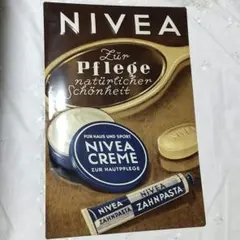 NIVEA
Zur
Pflege
natürlicher
Schönheit
FÜR HAUS UND SPORT
NIVEA
CREME
ZUR HAUTPFLEGE
NIVEA
ZAHNPASTA
NIVEA
ZAHNPASTA